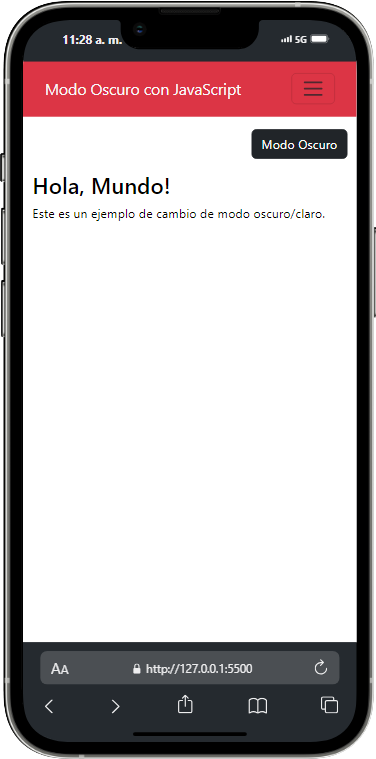 11:28 a. m.
5G
Modo Oscuro con JavaScript
Modo Oscuro
Hola, Mundo!
Este es un ejemplo de cambio de modo oscuro/claro.
AA
http://127.0.0.1:5500